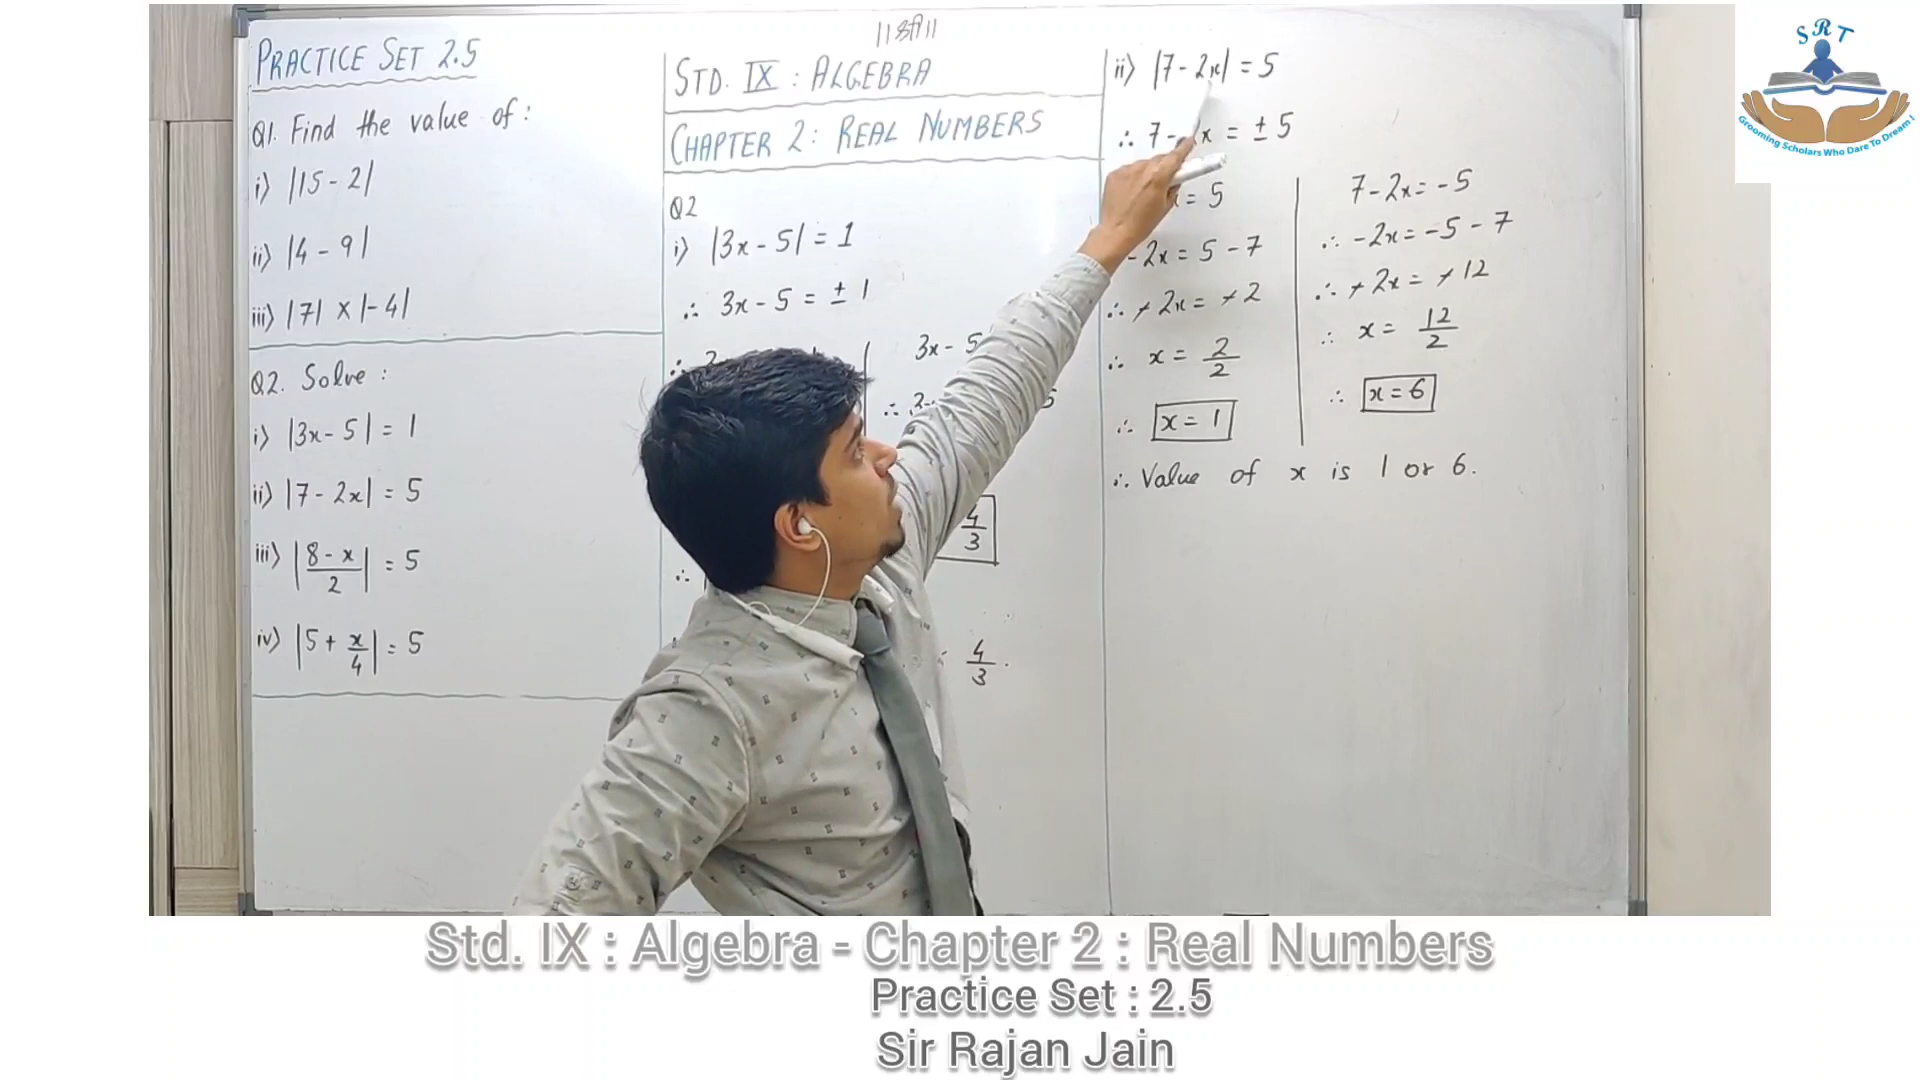 PRACTICE SET 2.5
Q1. Find the value of :
i) |15 - 2|
ii) |4 - 9|
iii) |7| × |-4|
Q2. Solve :
i) |3x - 5| = 1
ii) |7 - 2x| = 5
iii) |8 - x / 2| = 5
iv) |5 + x/4| = 5
||श्री||
STD. IX : ALGEBRA
CHAPTER 2 : REAL NUMBERS
Q2
i) |3x - 5| = 1
∴ 3x - 5 = ± 1
3x - 5
4/3
4/3 .
ii) |7 - 2x| = 5
∴ 7 - 2x = ± 5
= 5
- 2x = 5 - 7
∴ - 2x = - 2
∴ x = 2/2
∴ x = 1
7 - 2x = - 5
∴ - 2x = - 5 - 7
∴ - 2x = - 12
∴ x = 12/2
∴ x = 6
∴ Value of x is 1 or 6.
SRT
Grooming Scholars Who Dare To Dream !
Std. IX : Algebra - Chapter 2 : Real Numbers
Practice Set : 2.5
Sir Rajan Jain